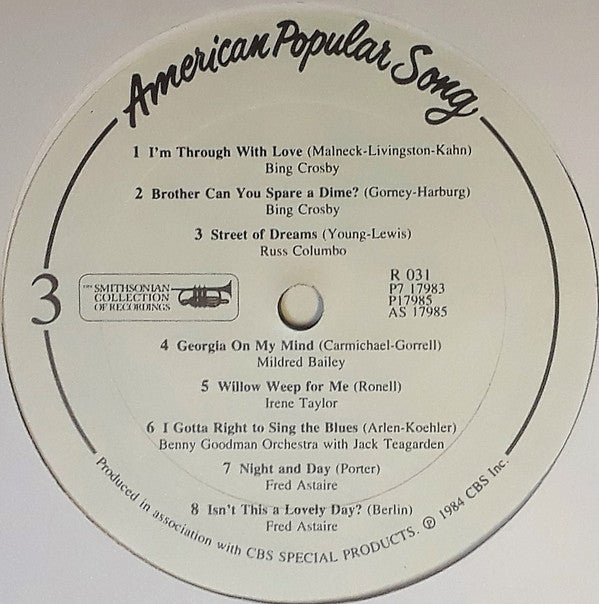 American Popular Song
1 I'm Through With Love (Malneck-Livingston-Kahn)
Bing Crosby
2 Brother Can You Spare a Dime? (Gorney-Harburg)
Bing Crosby
3 Street of Dreams (Young-Lewis)
Russ Columbo
3
THE SMITHSONIAN
COLLECTION
OF RECORDINGS
R 031
P7 17983
P17985
AS 17985
4 Georgia On My Mind (Carmichael-Gorrell)
Mildred Bailey
5 Willow Weep for Me (Ronell)
Irene Taylor
6 I Gotta Right to Sing the Blues (Arlen-Koehler)
Benny Goodman Orchestra with Jack Teagarden
7 Night and Day (Porter)
Fred Astaire
8 Isn't This a Lovely Day? (Berlin)
Fred Astaire
Produced in association with CBS SPECIAL PRODUCTS. ℗ 1984 CBS Inc.